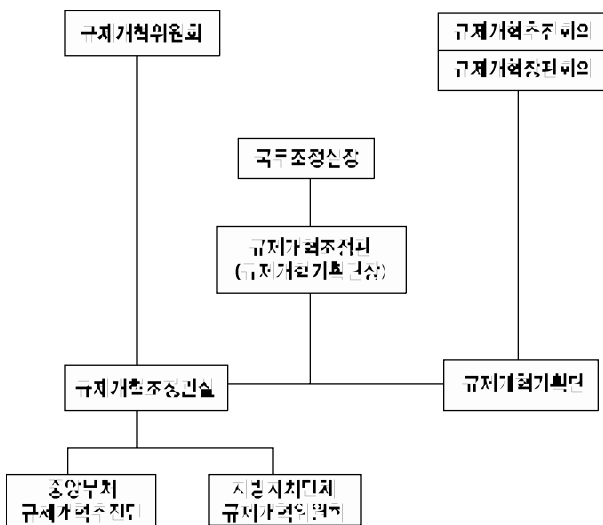 규제개혁위원회
규제개혁추진회의
규제개혁장관회의
국무조정실장
규제개혁조정관
(규제개혁기획단장)
규제개혁조정관실
규제개혁기획단
중앙부처
규제개혁추진단
지방자치단체
규제개혁위원회